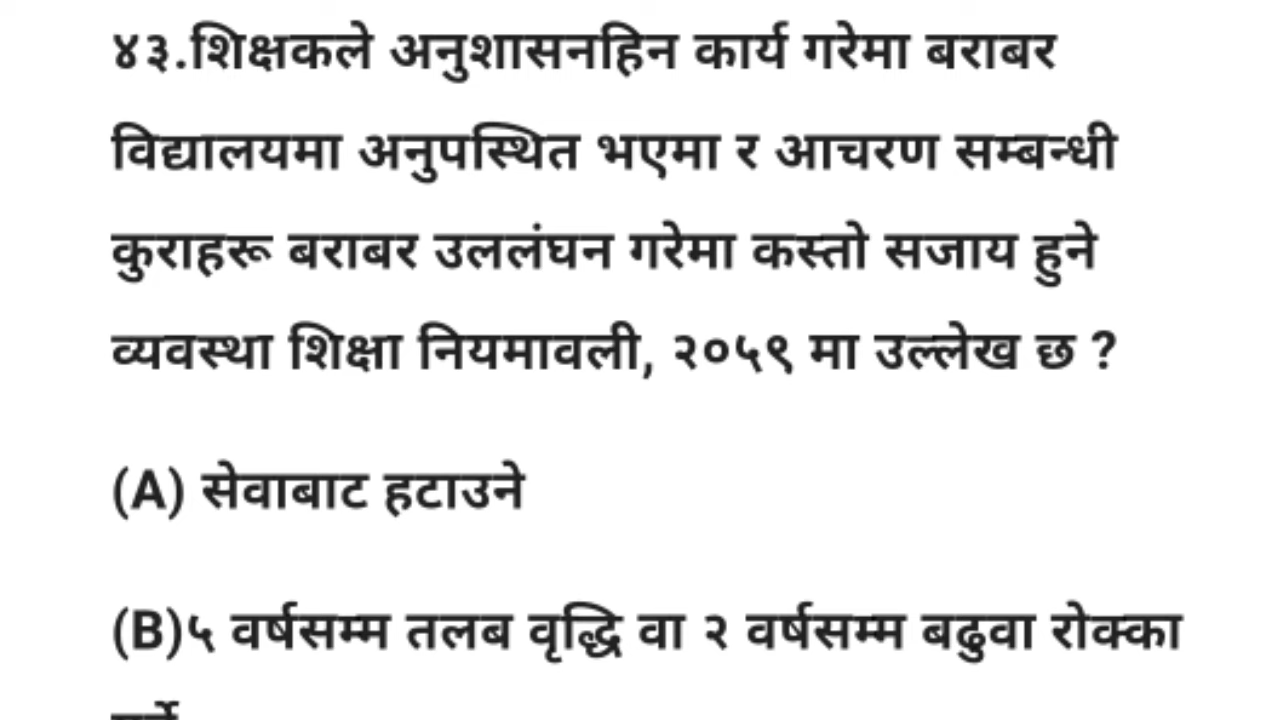 ४३.शिक्षकले अनुशासनहिन कार्य गरेमा बराबर
विद्यालयमा अनुपस्थित भएमा र आचरण सम्बन्धी
कुराहरू बराबर उललंघन गरेमा कस्तो सजाय हुने
व्यवस्था शिक्षा नियमावली, २०५९ मा उल्लेख छ ?
(A) सेवाबाट हटाउने
(B)५ वर्षसम्म तलब वृद्धि वा २ वर्षसम्म बढुवा रोक्का